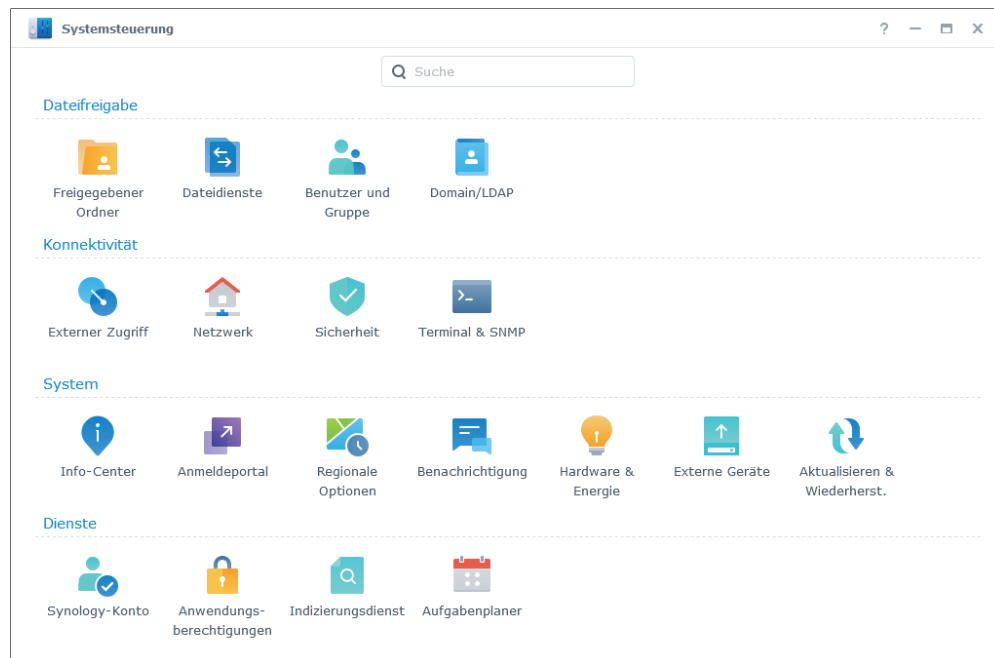 Systemsteuerung
Suche
Dateifreigabe
Freigegebener Ordner
Dateidienste
Benutzer und Gruppe
Domain/LDAP
Konnektivität
Externer Zugriff
Netzwerk
Sicherheit
Terminal & SNMP
System
Info-Center
Anmeldeportal
Regionale Optionen
Benachrichtigung
Hardware & Energie
Externe Geräte
Aktualisieren & Wiederherst.
Dienste
Synology-Konto
Anwendungs-
berechtigungen
Indizierungsdienst
Aufgabenplaner